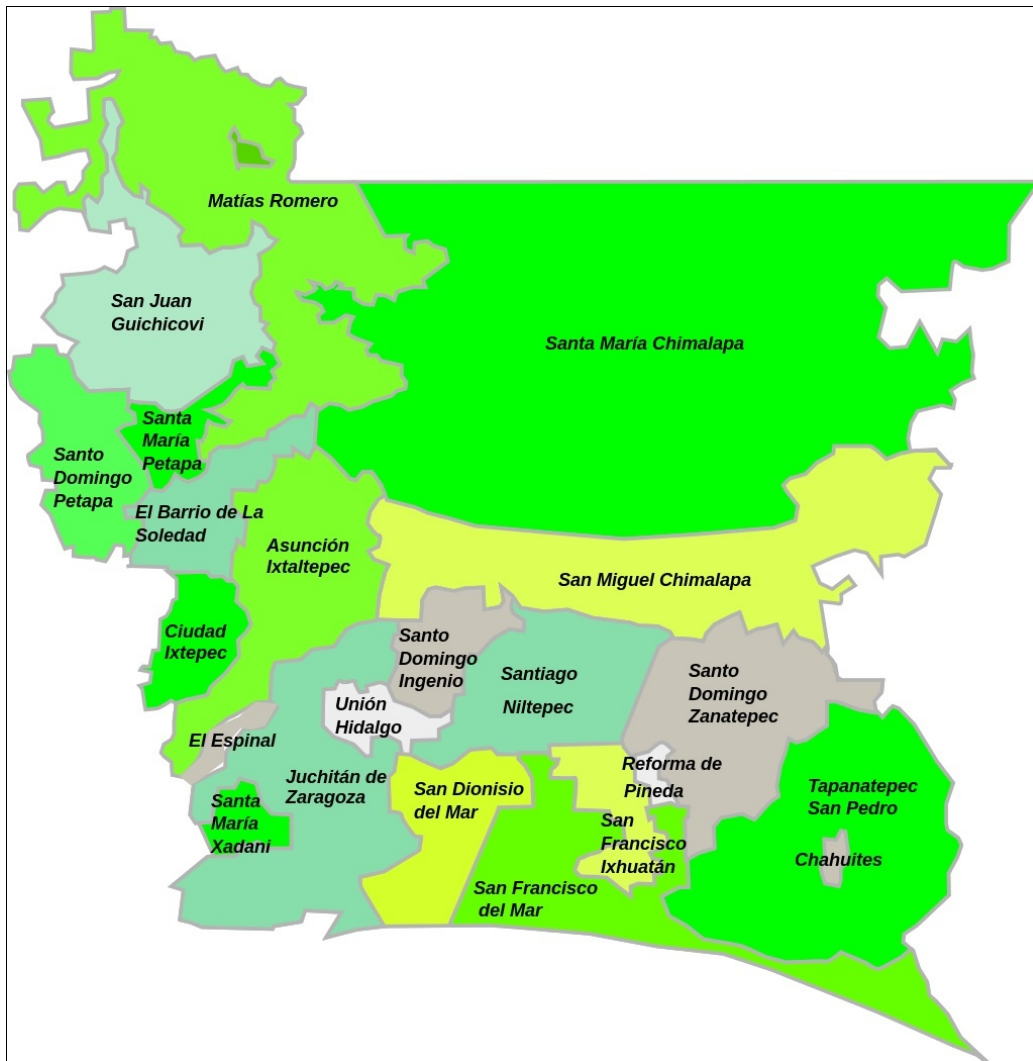 Matías Romero
San Juan
Guichicovi
Santa María Chimalapa
Santa
María
Petapa
Santo
Domingo
Petapa
El Barrio de La
Soledad
Asunción
Ixtaltepec
San Miguel Chimalapa
Ciudad
Ixtepec
Santo
Domingo
Ingenio
Santiago
Niltepec
Santo
Domingo
Zanatepec
Unión
Hidalgo
El Espinal
Juchitán de
Zaragoza
San Dionisio
del Mar
Reforma de
Pineda
Tapanatepec
San Pedro
Santa
María
Xadani
San
Francisco
Ixhuatán
Chahuites
San Francisco
del Mar